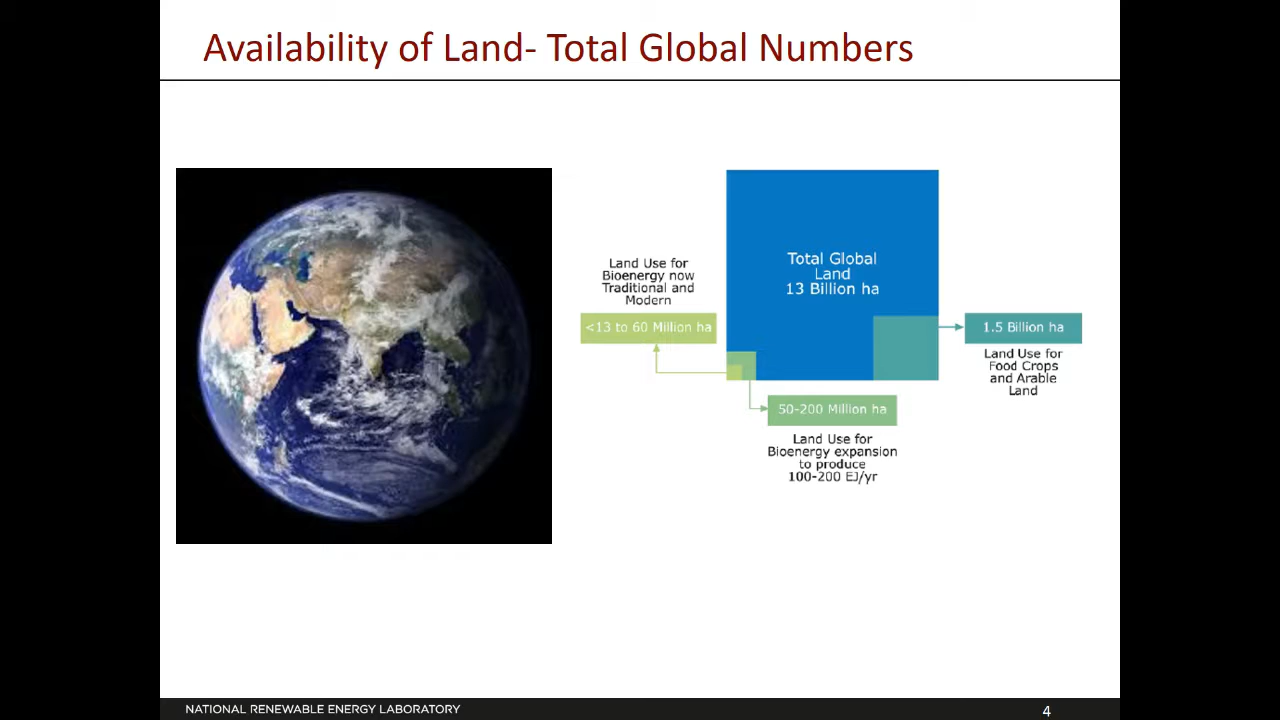 Availability of Land- Total Global Numbers
Land Use for
Bioenergy now
Traditional and
Modern
<13 to 60 Million ha
Total Global
Land
13 Billion ha
1.5 Billion ha
Land Use for
Food Crops
and Arable
Land
50-200 Million ha
Land Use for
Bioenergy expansion
to produce
100-200 EJ/yr
NATIONAL RENEWABLE ENERGY LABORATORY
4